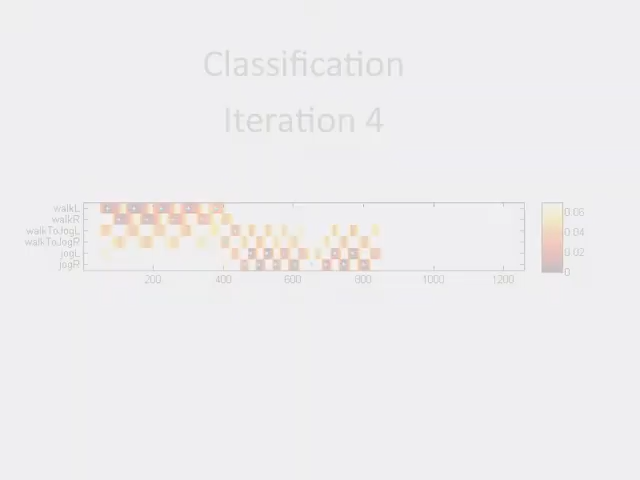 Classification
Iteration 4
walkL
walkR
walkToJogL
walkToJogR
jogL
jogR
200 400 600 800 1000 1200
0.06
0.04
0.02
0